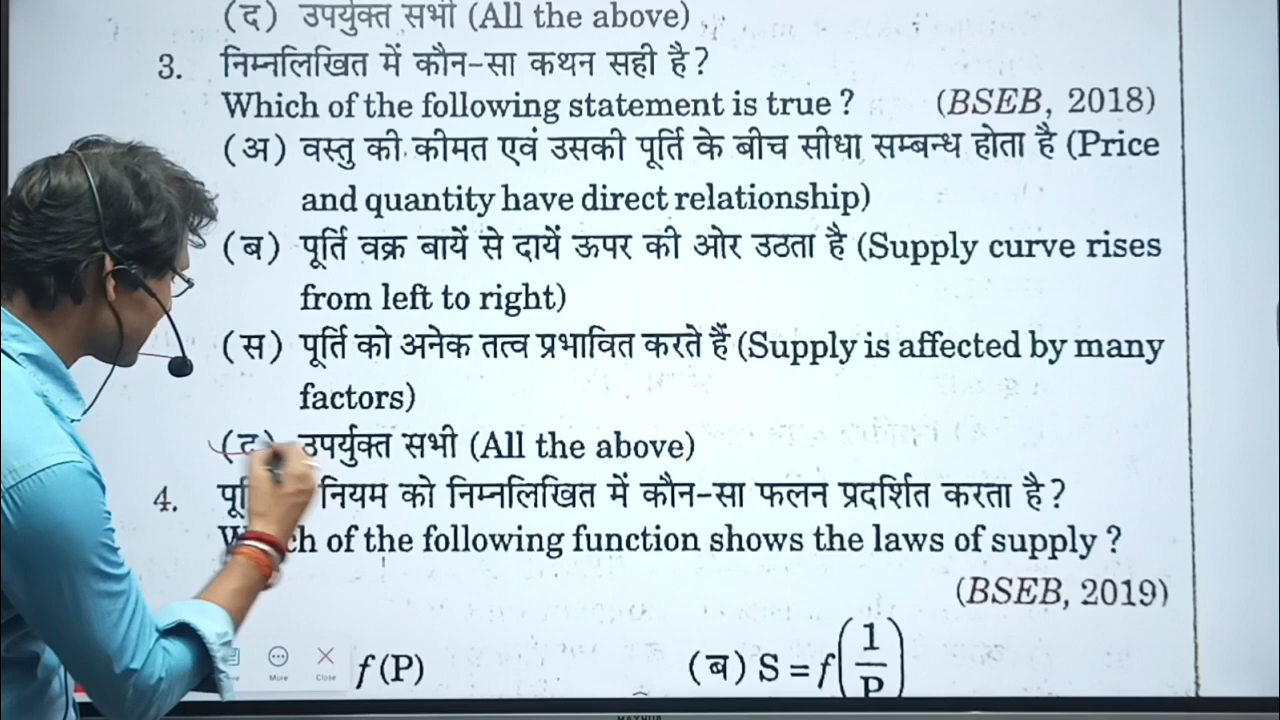 (द) उपर्युक्त सभी (All the above)
3. निम्नलिखित में कौन-सा कथन सही है?
Which of the following statement is true? (BSEB, 2018)
(अ) वस्तु की कीमत एवं उसकी पूर्ति के बीच सीधा सम्बन्ध होता है (Price
and quantity have direct relationship)
(ब) पूर्ति वक्र बायें से दायें ऊपर की ओर उठता है (Supply curve rises
from left to right)
(स) पूर्ति को अनेक तत्व प्रभावित करते हैं (Supply is affected by many
factors)
(द) उपर्युक्त सभी (All the above)
4. नियम को निम्नलिखित में कौन-सा फलन प्रदर्शित करता है?
of the following function shows the laws of supply?
(BSEB, 2019)
f(P) (ब) S = f(1/P)
More Close